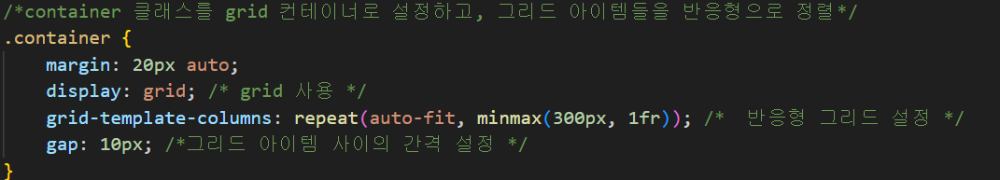 /*container 클래스를 grid 컨테이너로 설정하고, 그리드 아이템들을 반응형으로 정렬*/
.container {
    margin: 20px auto;
    display: grid; /* grid 사용 */
    grid-template-columns: repeat(auto-fit, minmax(300px, 1fr)); /*  반응형 그리드 설정 */
    gap: 10px; /*그리드 아이템 사이의 간격 설정 */
}